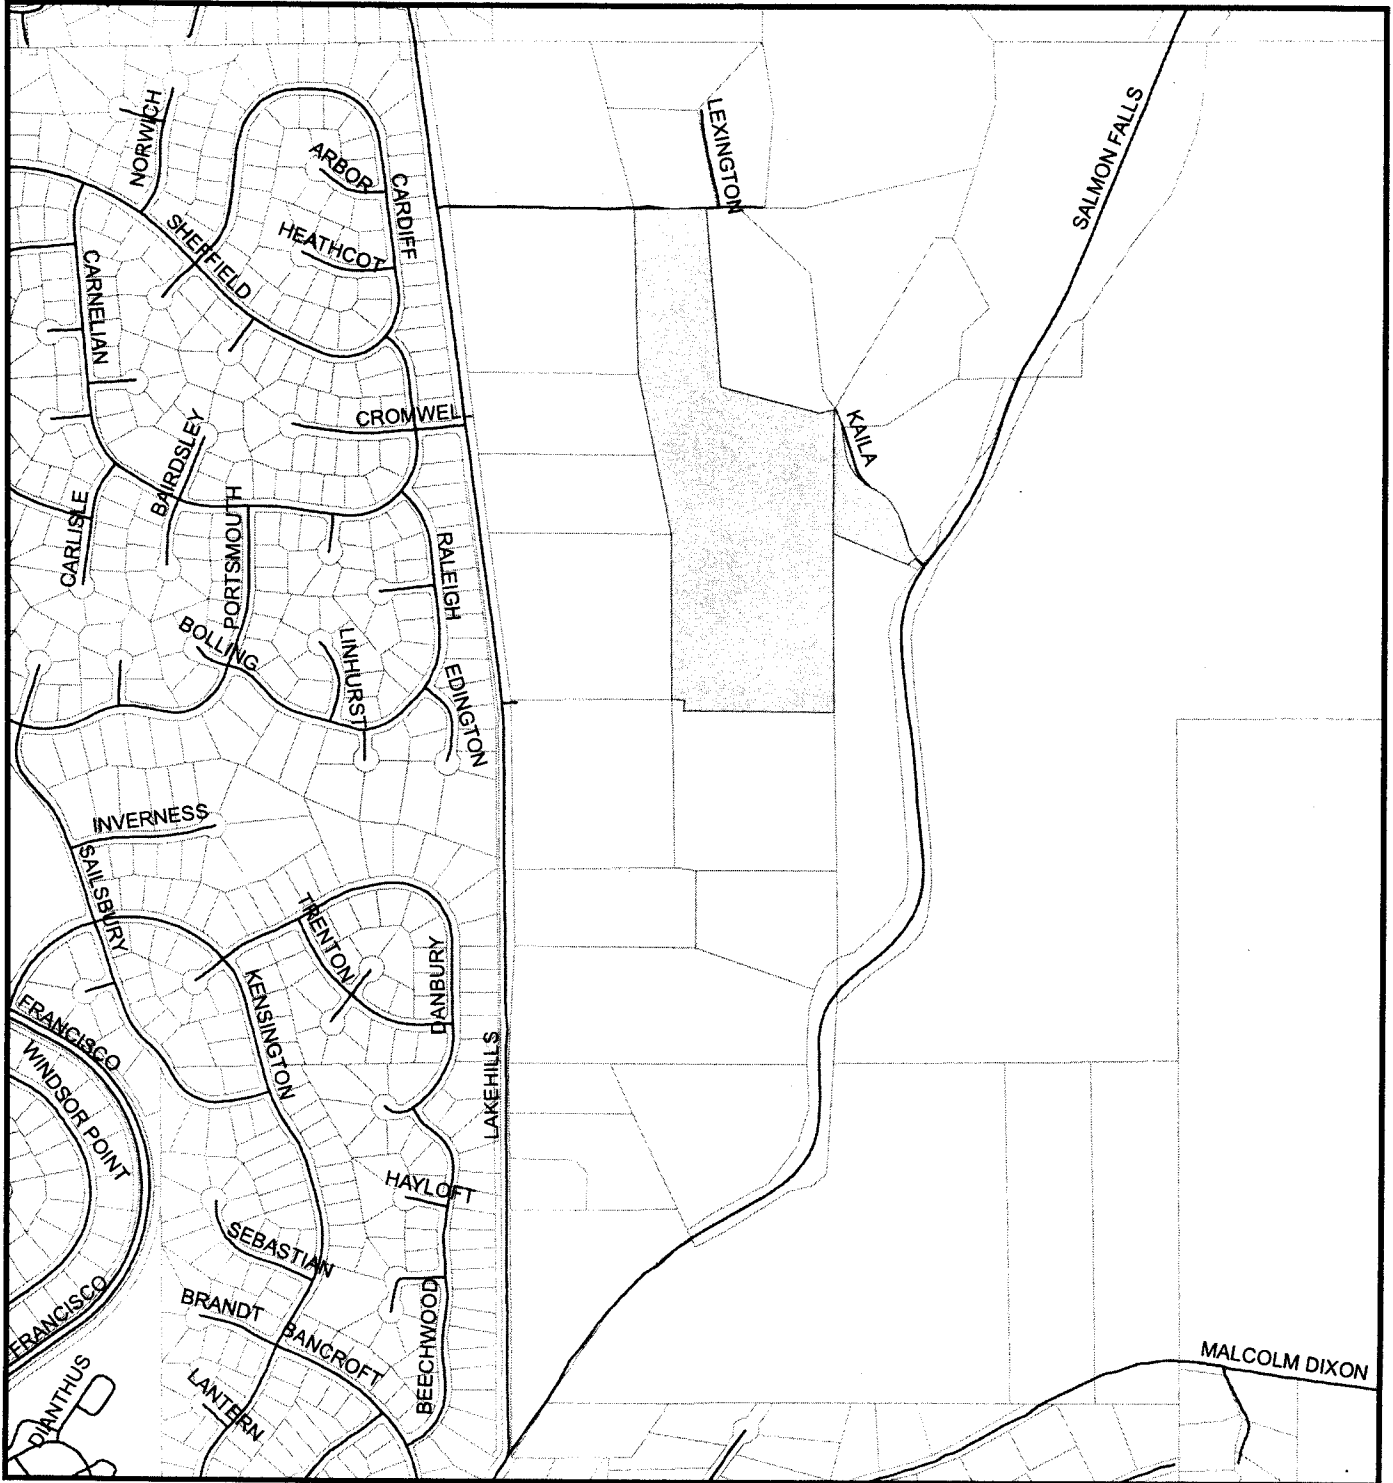 NORWICH
ARBOR
CARDIFF
LEXINGTON
SALMON FALLS
SHEFFIELD
HEATHCOT
CARNELIAN
CROMWEL
KAILA
BAIRDSLEY
CARLISLE
PORTSMOUTH
RALEIGH
BOLLING
LINHURST
EDINGTON
INVERNESS
SAILSBURY
TRENTON
DANBURY
KENSINGTON
FRANCISCO
WINDSOR POINT
LAKEHILLS
HAYLOFT
SEBASTIAN
BRANDT
BANCROFT
BEECHWOOD
FRANCISCO
DIANTHUS
LANTERN
MALCOLM DIXON